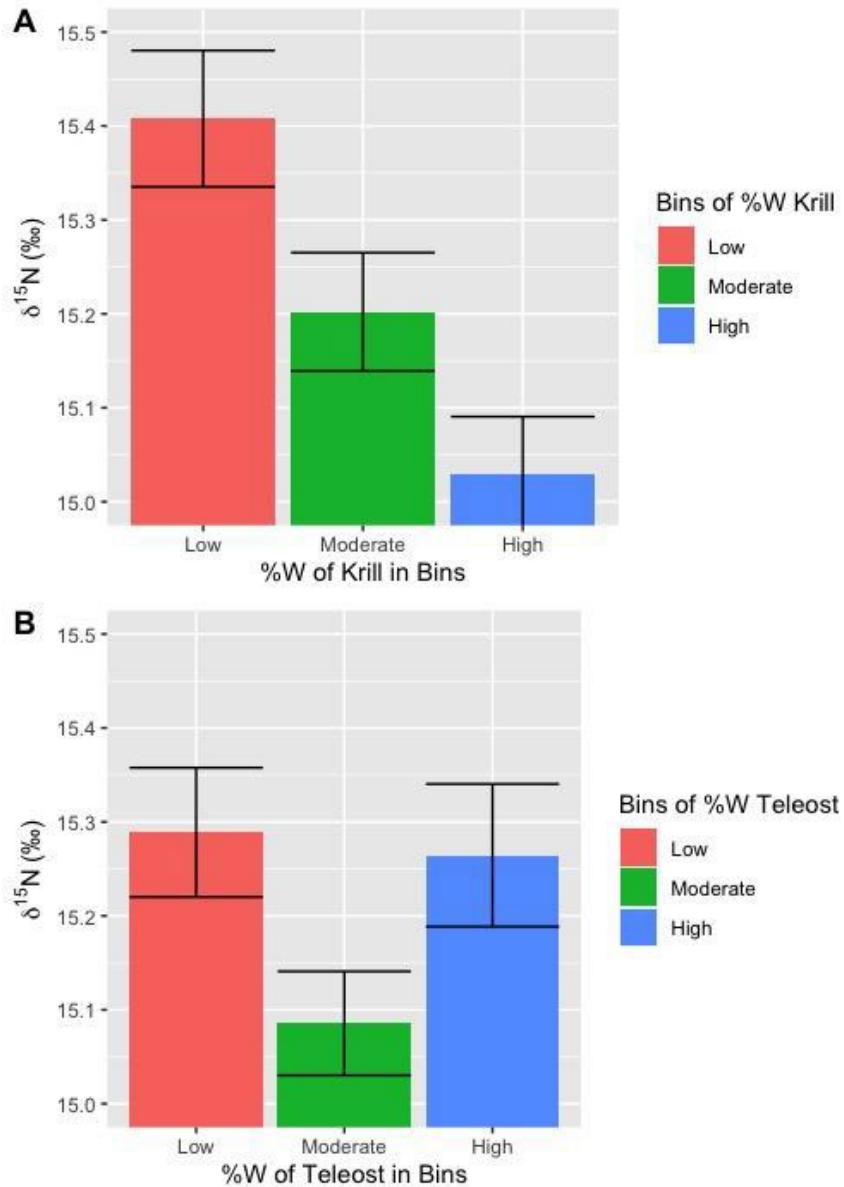 A
15.5
15.4
15.3
15.2
15.1
15.0
δ¹⁵N (‰)
Low
Moderate
High
%W of Krill in Bins
Bins of %W Krill
Low
Moderate
High
B
15.5
15.4
15.3
15.2
15.1
15.0
δ¹⁵N (‰)
Low
Moderate
High
%W of Teleost in Bins
Bins of %W Teleost
Low
Moderate
High